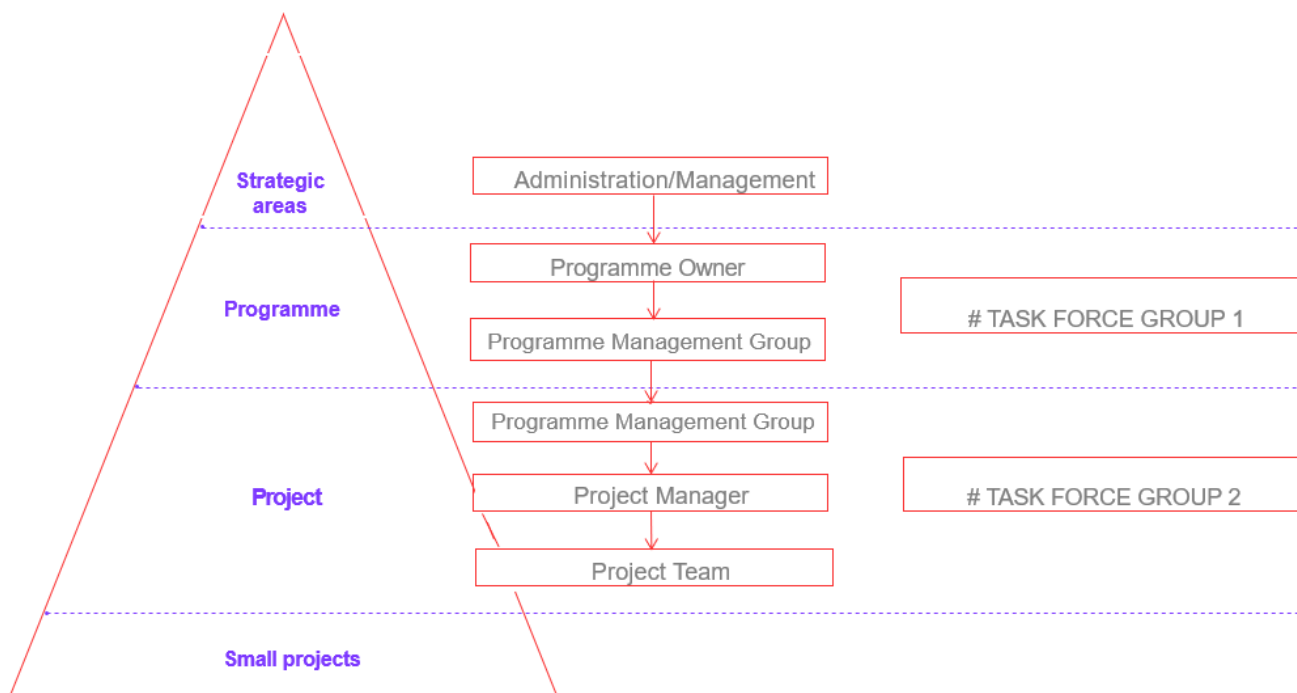 Strategic
areas
Administration/Management
Programme Owner
Programme
# TASK FORCE GROUP 1
Programme Management Group
Programme Management Group
Project
Project Manager
# TASK FORCE GROUP 2
Project Team
Small projects